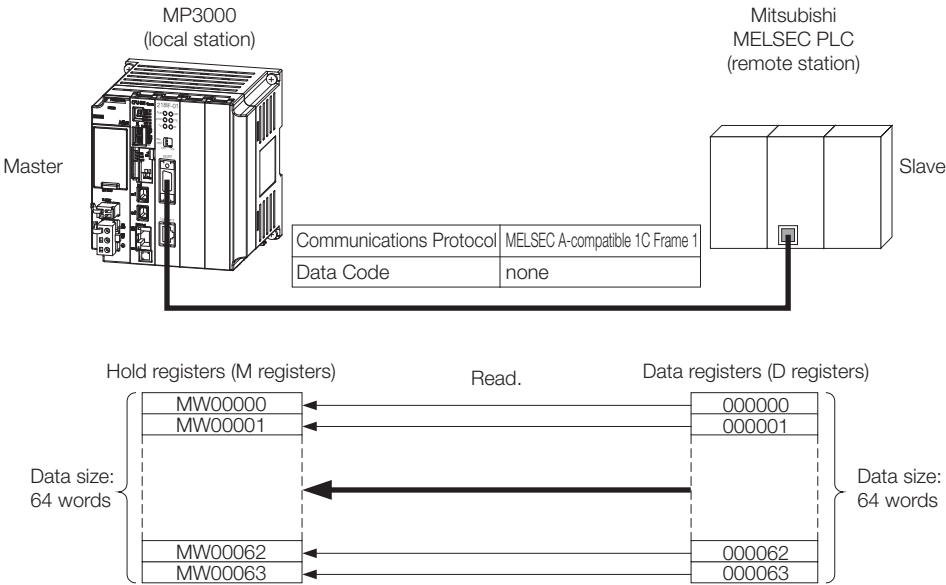 MP3000
(local station)
Mitsubishi
MELSEC PLC
(remote station)
218IF-01
Master
Slave
Communications Protocol MELSEC A-compatible 1C Frame 1
Data Code none
Hold registers (M registers)
Read.
Data registers (D registers)
MW00000
000000
MW00001
000001
Data size:
64 words
Data size:
64 words
MW00062
000062
MW00063
000063